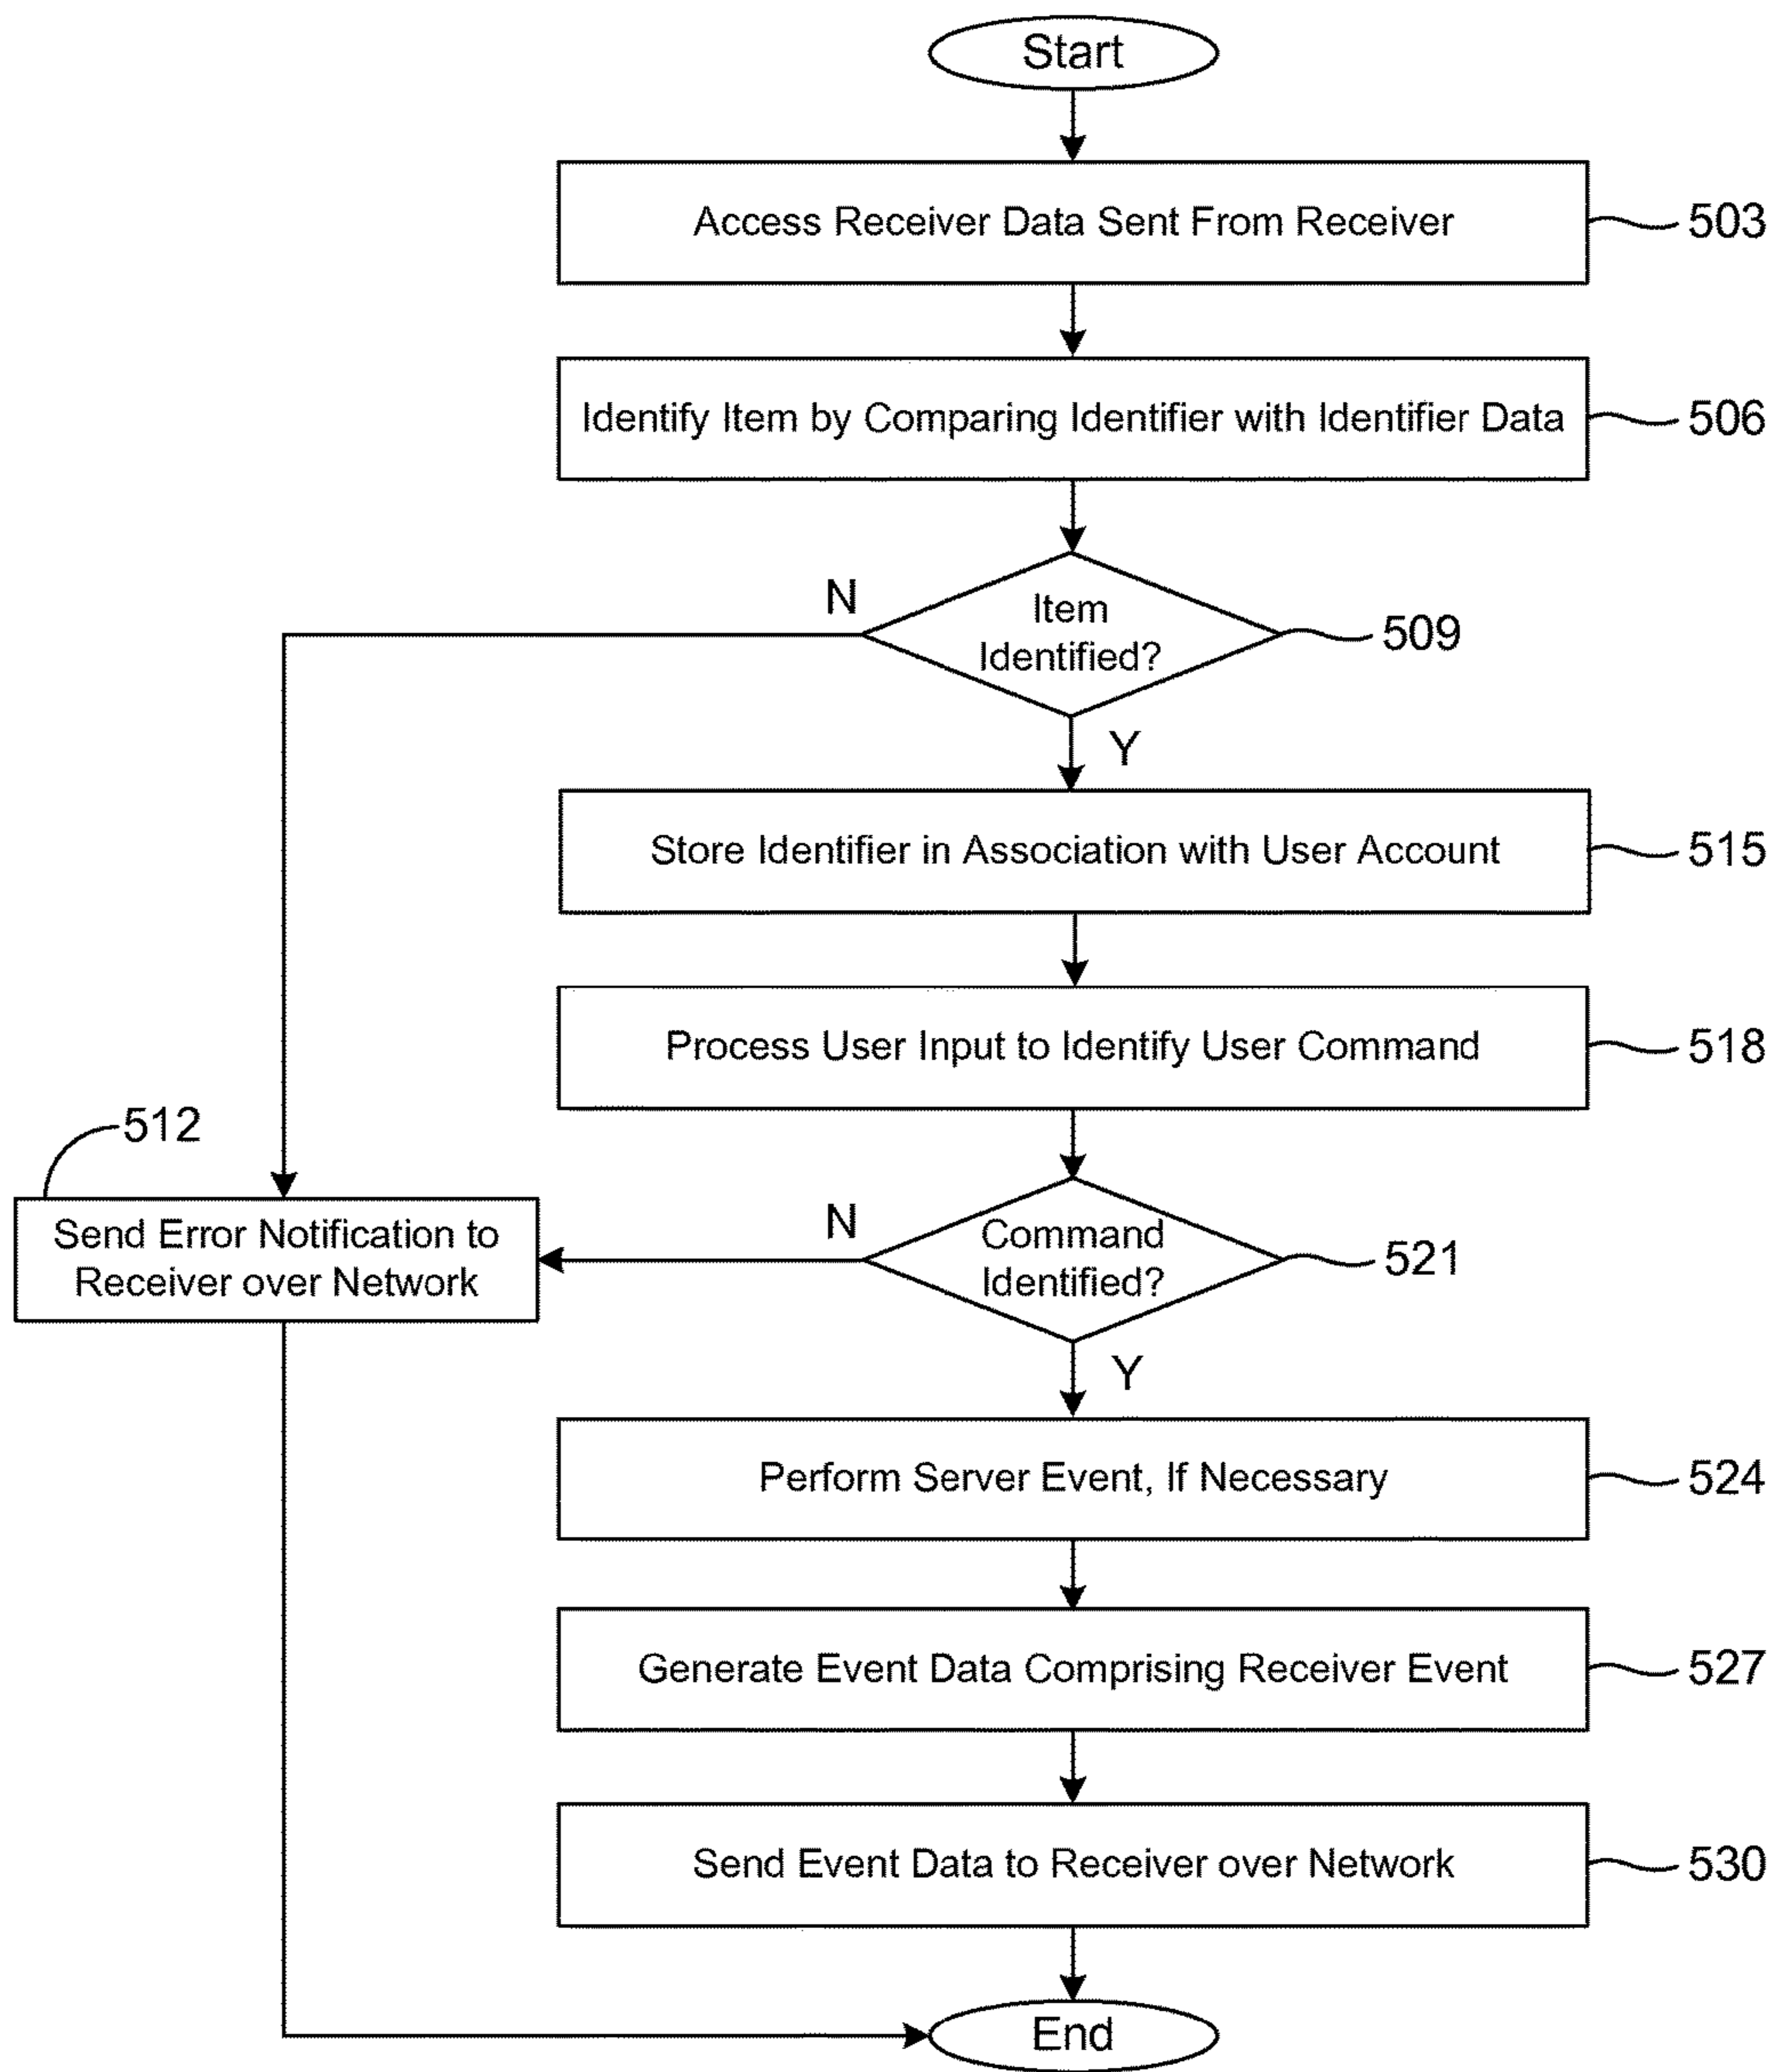 Start
Access Receiver Data Sent From Receiver
503
Identify Item by Comparing Identifier with Identifier Data
506
N
Item
Identified?
509
Y
Store Identifier in Association with User Account
515
Process User Input to Identify User Command
518
512
Send Error Notification to
Receiver over Network
N
Command
Identified?
521
Y
Perform Server Event, If Necessary
524
Generate Event Data Comprising Receiver Event
527
Send Event Data to Receiver over Network
530
End